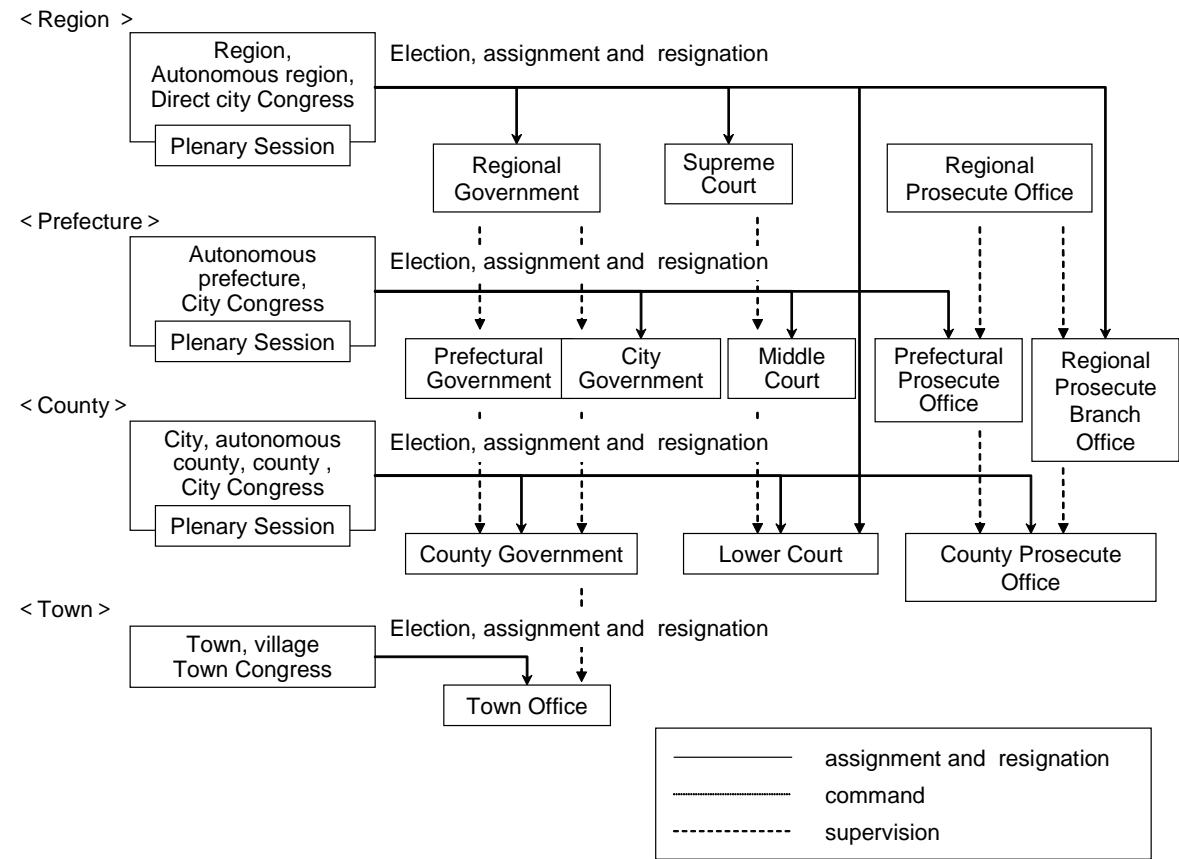 < Region >
Region,
Autonomous region,
Direct city Congress
Plenary Session
Election, assignment and resignation
Regional
Government
Supreme
Court
Regional
Prosecute Office
< Prefecture >
Autonomous
prefecture,
City Congress
Plenary Session
Election, assignment and resignation
Prefectural
Government
City
Government
Middle
Court
Prefectural
Prosecute
Office
Regional
Prosecute
Branch
Office
< County >
City, autonomous
county, county ,
City Congress
Plenary Session
Election, assignment and resignation
County Government
Lower Court
County Prosecute
Office
< Town >
Town, village
Town Congress
Election, assignment and resignation
Town Office
assignment and resignation
command
supervision